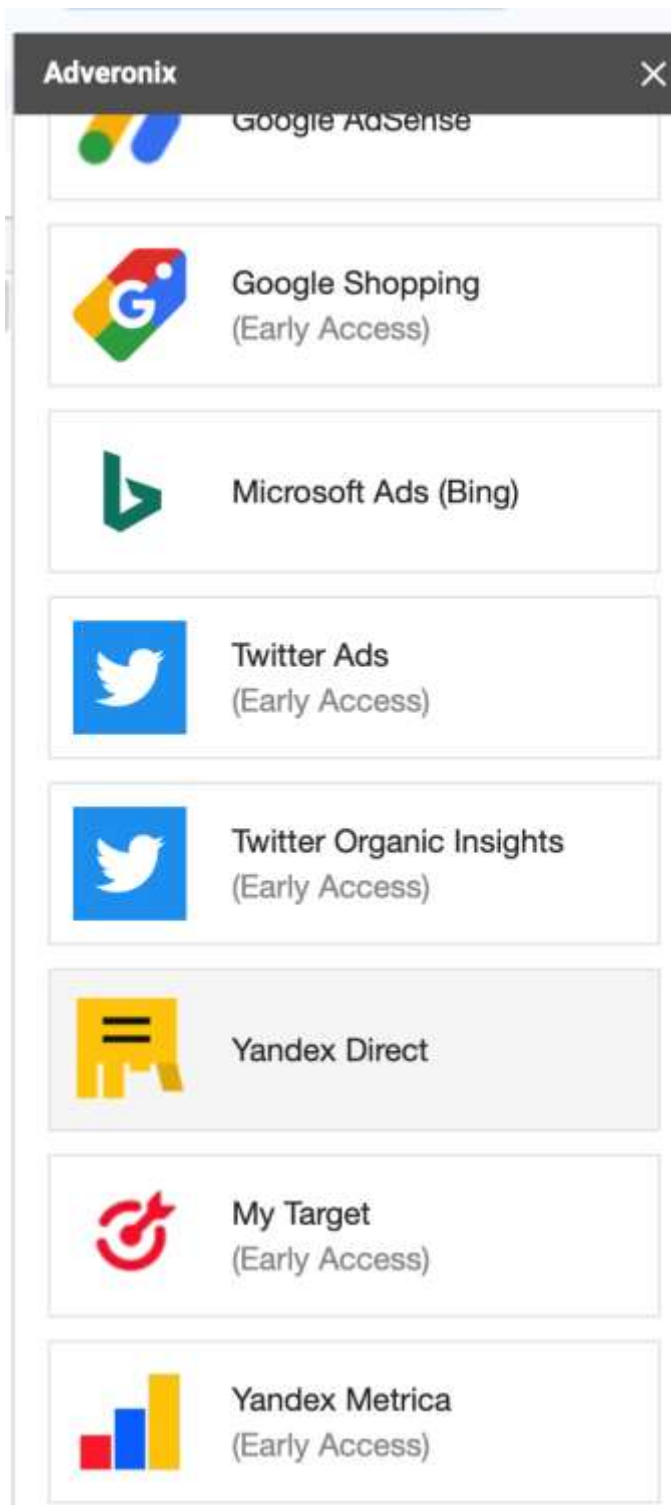 Adveronix
Google AdSense
Google Shopping
(Early Access)
Microsoft Ads (Bing)
Twitter Ads
(Early Access)
Twitter Organic Insights
(Early Access)
Yandex Direct
My Target
(Early Access)
Yandex Metrica
(Early Access)